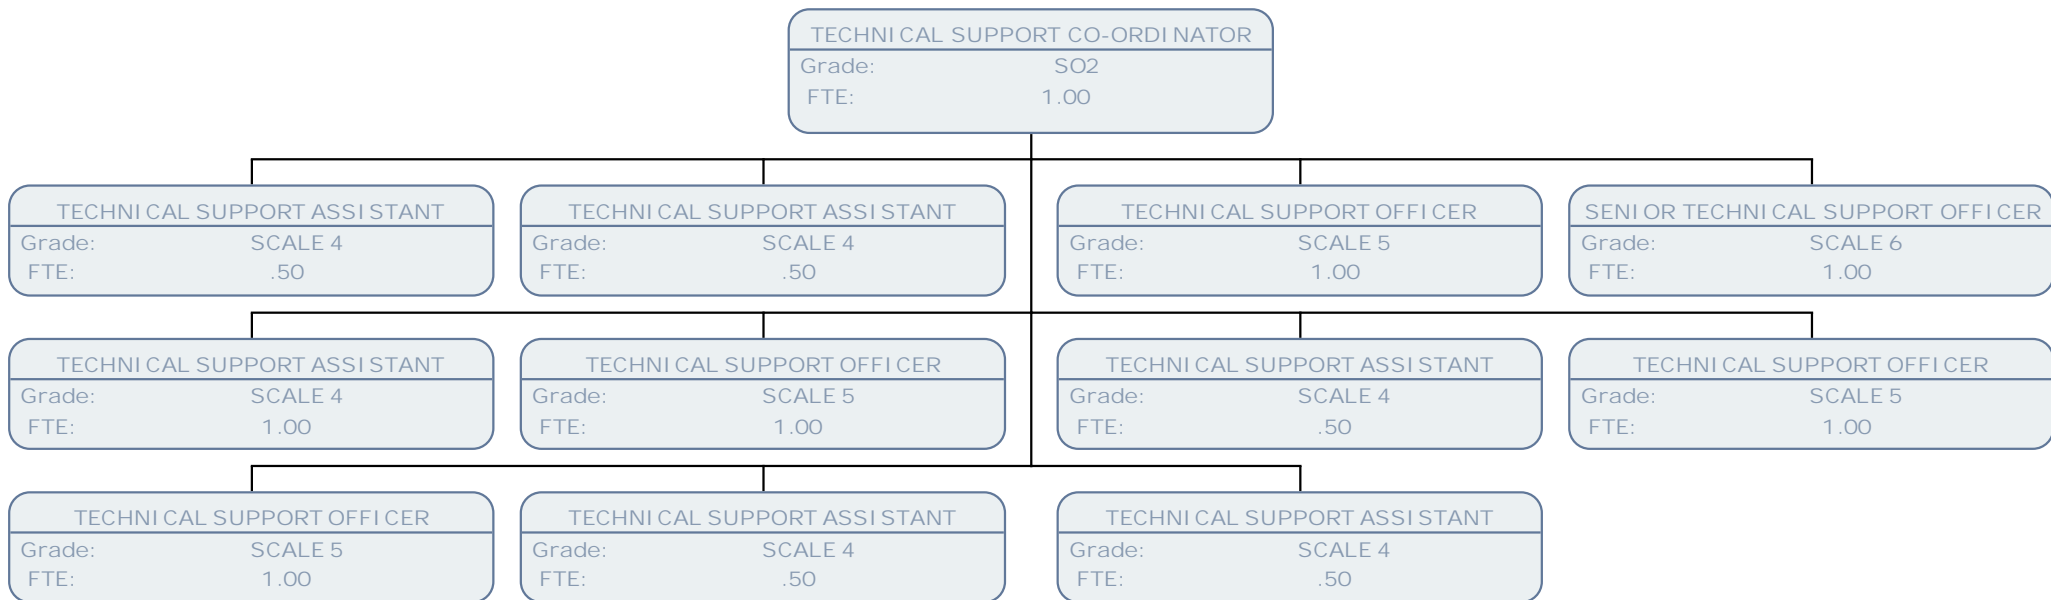 TECHNICAL SUPPORT CO-ORDINATOR
Grade: SO2
FTE: 1.00
TECHNICAL SUPPORT ASSISTANT
Grade: SCALE 4
FTE: .50
TECHNICAL SUPPORT ASSISTANT
Grade: SCALE 4
FTE: .50
TECHNICAL SUPPORT OFFICER
Grade: SCALE 5
FTE: 1.00
SENIOR TECHNICAL SUPPORT OFFICER
Grade: SCALE 6
FTE: 1.00
TECHNICAL SUPPORT ASSISTANT
Grade: SCALE 4
FTE: 1.00
TECHNICAL SUPPORT OFFICER
Grade: SCALE 5
FTE: 1.00
TECHNICAL SUPPORT ASSISTANT
Grade: SCALE 4
FTE: .50
TECHNICAL SUPPORT OFFICER
Grade: SCALE 5
FTE: 1.00
TECHNICAL SUPPORT OFFICER
Grade: SCALE 5
FTE: 1.00
TECHNICAL SUPPORT ASSISTANT
Grade: SCALE 4
FTE: .50
TECHNICAL SUPPORT ASSISTANT
Grade: SCALE 4
FTE: .50